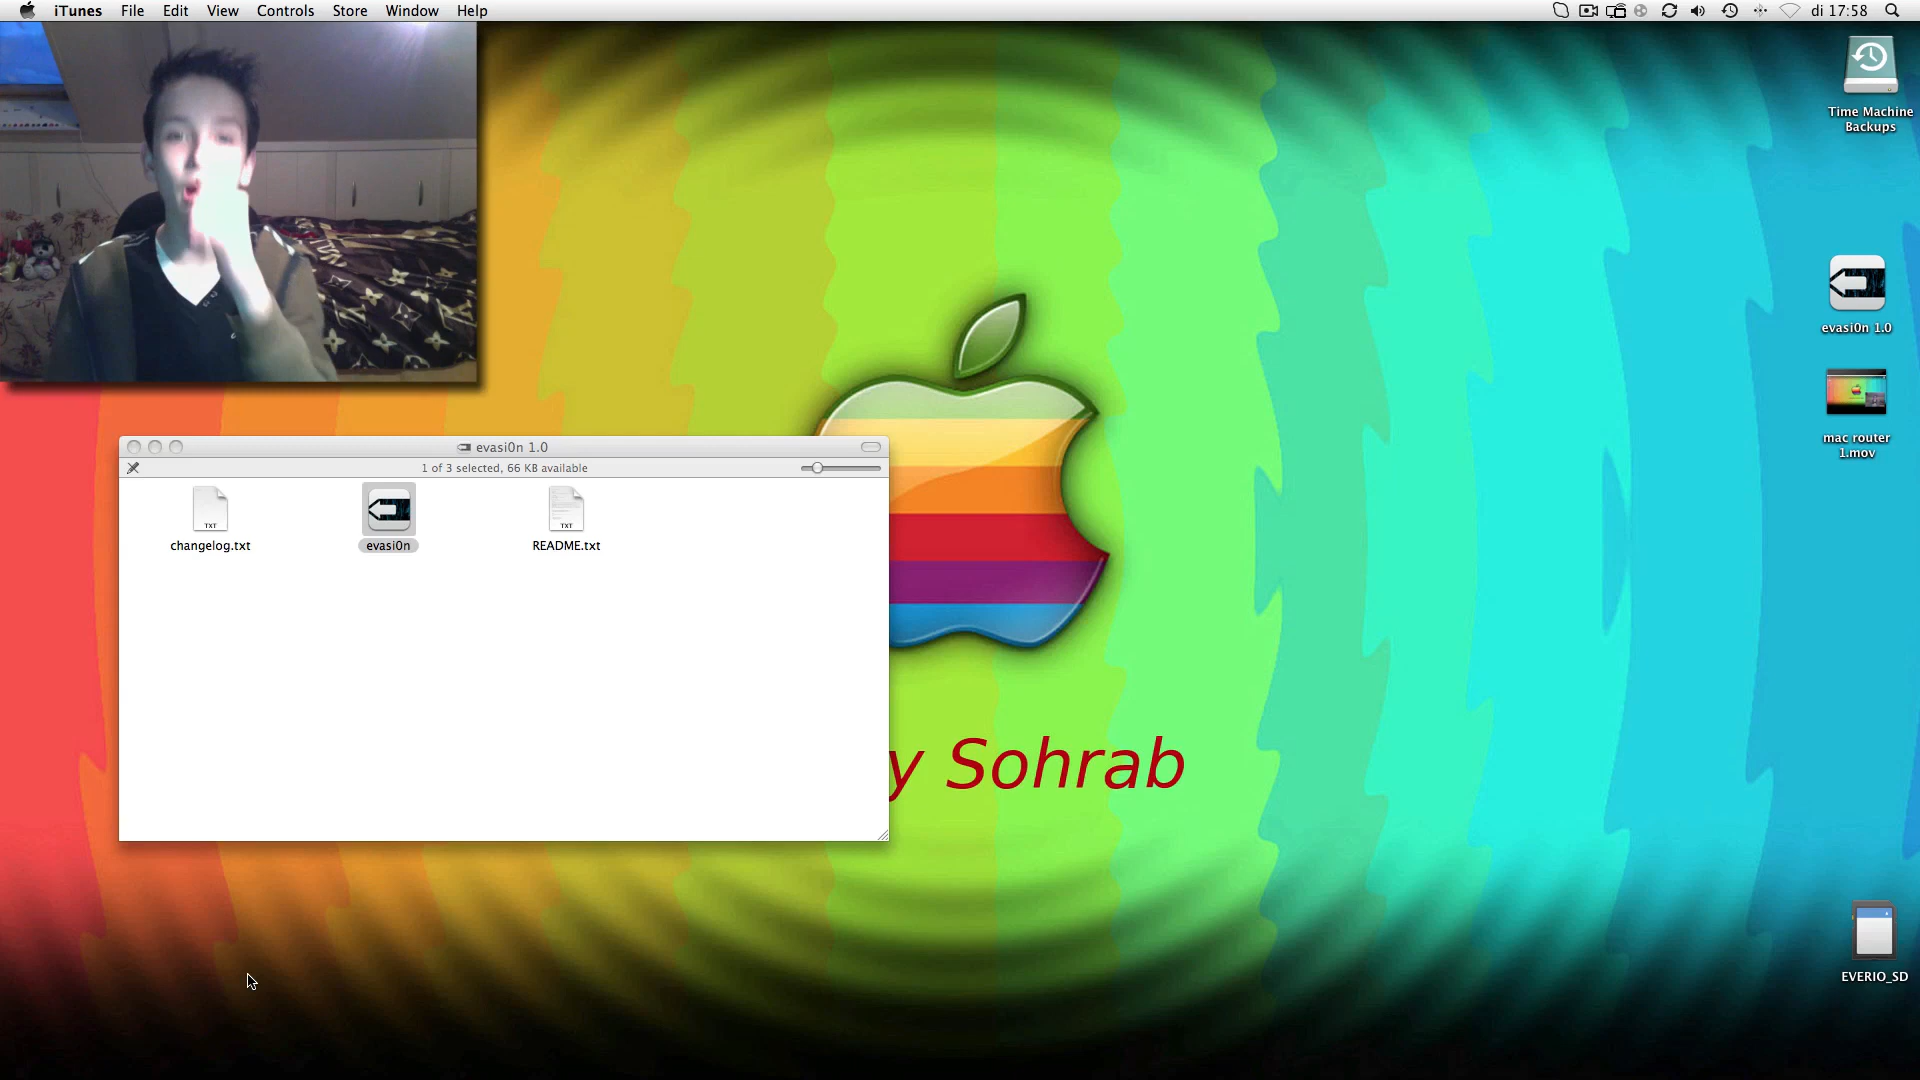 iTunes File Edit View Controls Store Window Help di 17:58
Time Machine
Backups
evasi0n 1.0
mac router
1.mov
evasi0n 1.0
1 of 3 selected, 66 KB available
TXT TXT
changelog.txt evasi0n README.txt
y Sohrab
EVERIO_SD